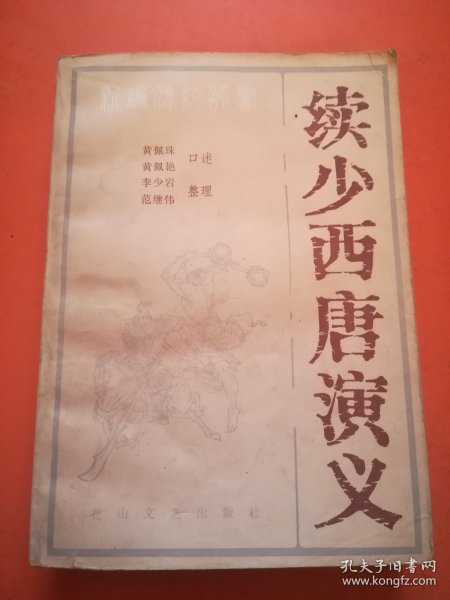 新编传统评书
续少西唐演义
黄佩珠
黄佩艳 口述
李少岩
范继伟 整理
花山文艺出版社
孔夫子旧书网
www.kongfz.com